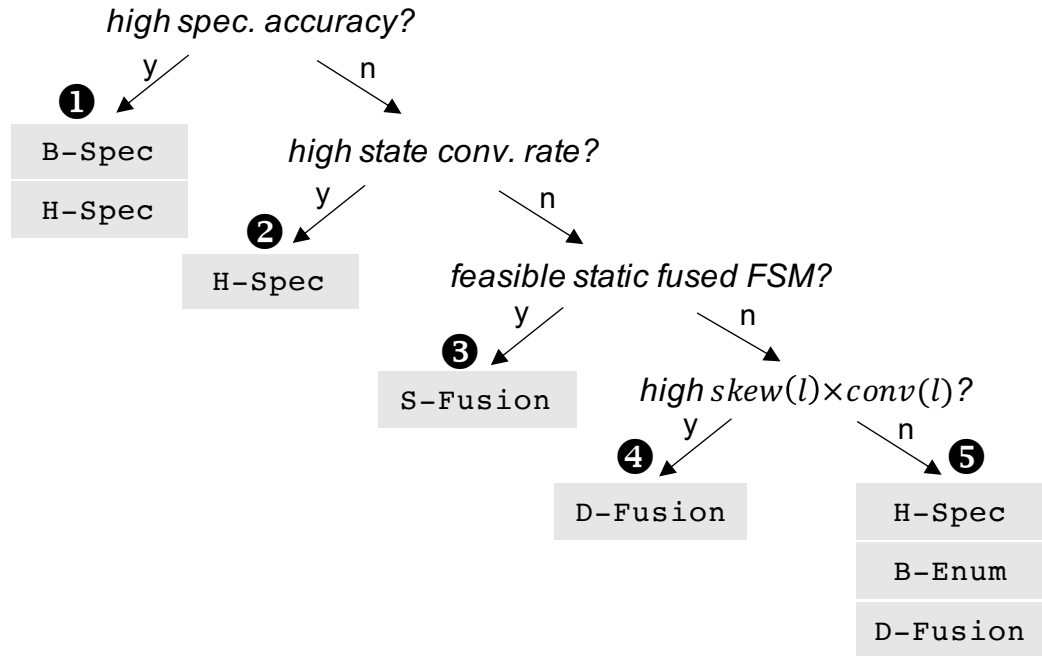 high spec. accuracy?
y n
❶
B-Spec
H-Spec
high state conv. rate?
y n
❷
H-Spec
feasible static fused FSM?
y n
❸
S-Fusion
high skew(l)×conv(l)?
y n
❹ ❺
D-Fusion H-Spec
B-Enum
D-Fusion